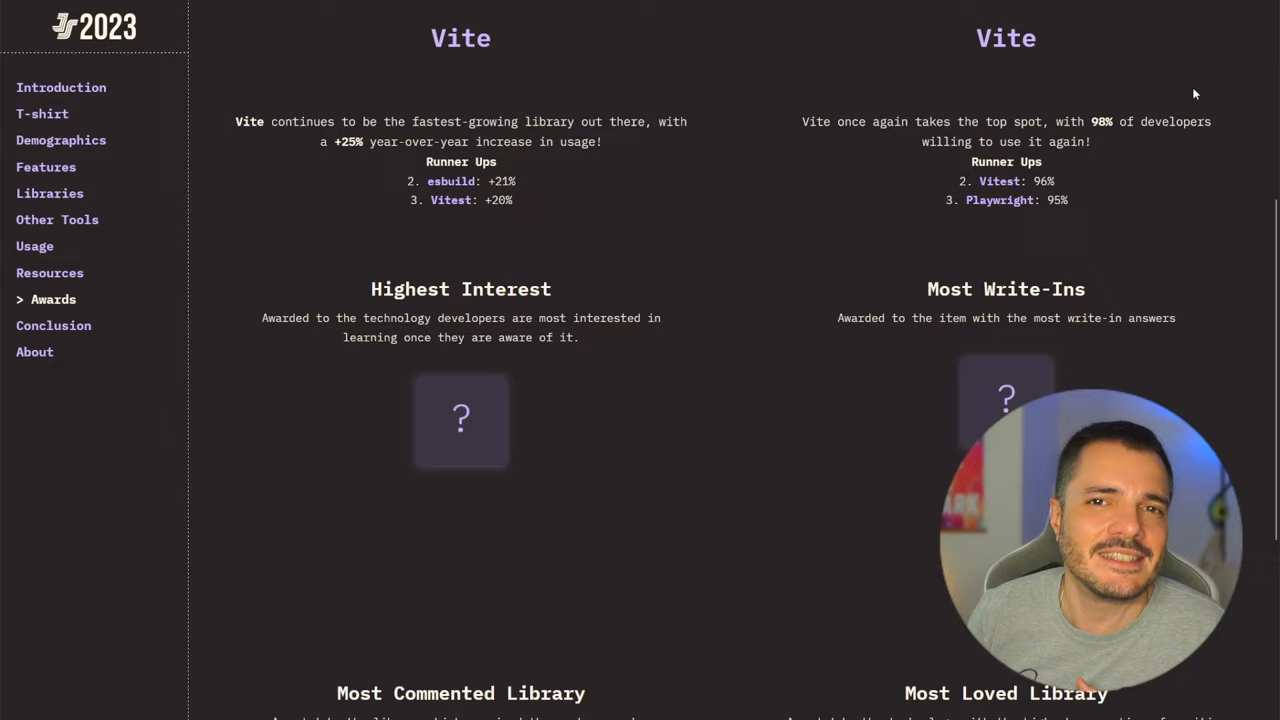 JS 2023
Introduction
T-shirt
Demographics
Features
Libraries
Other Tools
Usage
Resources
> Awards
Conclusion
About
Vite
Vite continues to be the fastest-growing library out there, with
a +25% year-over-year increase in usage!
Runner Ups
2. esbuild: +21%
3. Vitest: +20%
Vite
Vite once again takes the top spot, with 98% of developers
willing to use it again!
Runner Ups
2. Vitest: 96%
3. Playwright: 95%
Highest Interest
Awarded to the technology developers are most interested in
learning once they are aware of it.
?
Most Write-Ins
Awarded to the item with the most write-in answers
?
Most Commented Library
Most Loved Library